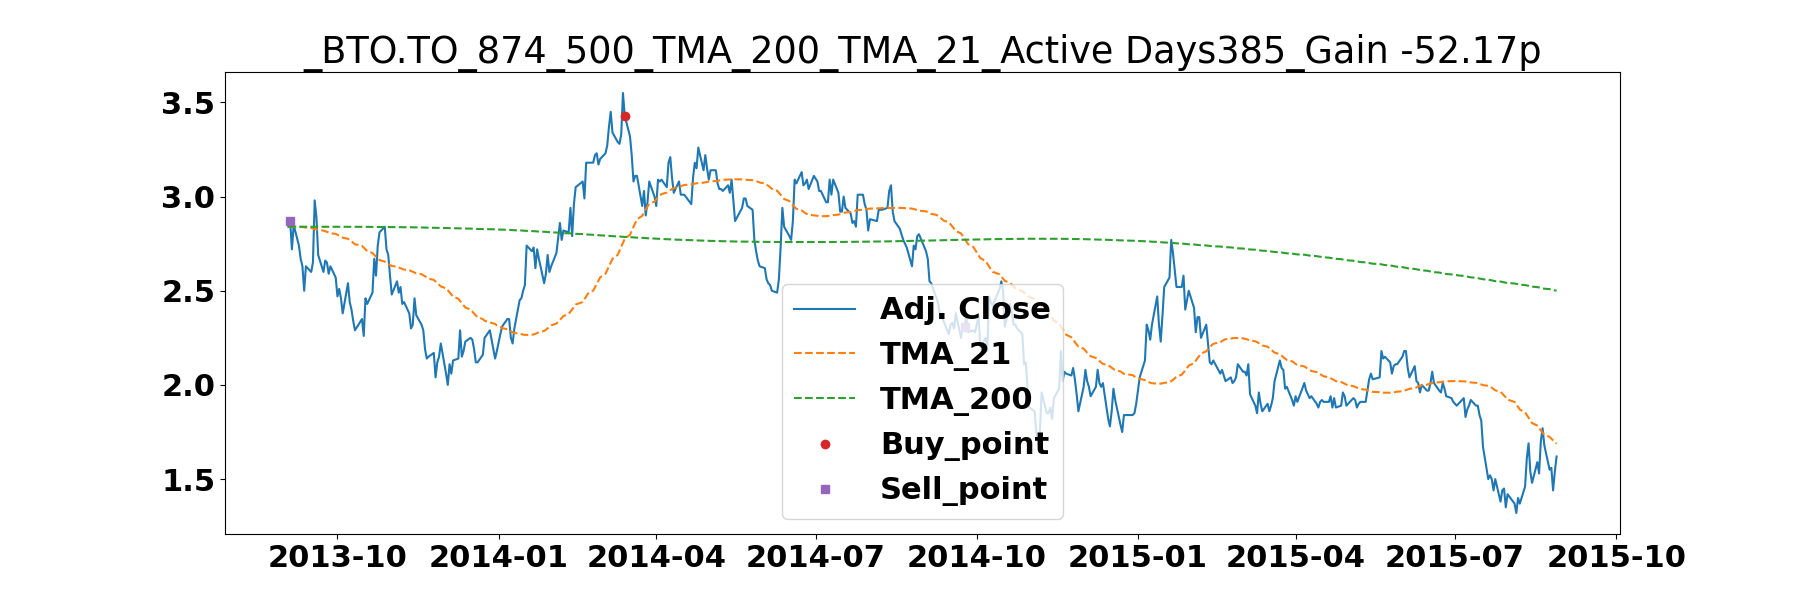 _BTO.TO_874_500_TMA_200_TMA_21_Active Days385_Gain -52.17p
3.5
3.0
2.5
2.0
1.5
Adj. Close
TMA_21
TMA_200
Buy_point
Sell_point
2013-10 2014-01 2014-04 2014-07 2014-10 2015-01 2015-04 2015-07 2015-10